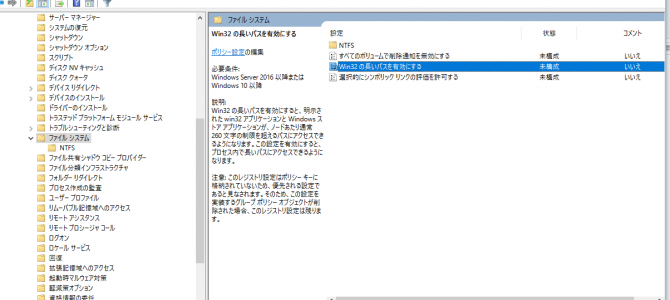 サーバー マネージャー
システムの復元
シャットダウン
シャットダウン オプション
スクリプト
ディスク NV キャッシュ
ディスク クォータ
デバイス リダイレクト
デバイスのインストール
ドライバーのインストール
トラステッド プラットフォーム モジュール サービス
トラブルシューティングと診断
ファイル システム
NTFS
ファイル共有シャドウ コピー プロバイダー
ファイル分類インフラストラクチャ
フォルダー リダイレクト
プロセス作成の監査
ユーザー プロファイル
リムーバブル記憶域へのアクセス
リモート アシスタンス
リモート プロシージャ コール
ログオン
ロケール サービス
回復
拡張記憶域へのアクセス
起動時マルウェア対策
軽減策オプション
資格情報の委任
ファイル システム
Win32 の長いパスを有効にする
ポリシー設定の編集
必要条件:
Windows Server 2016 以降または
Windows 10 以降
説明:
Win32 の長いパスを有効にすると、明示さ
れた win32 アプリケーションと Windows ス
トア アプリケーションが、ノードあたり通常
260 文字の制限を超えるパスにアクセスでき
るようになります。この設定を有効にすると、
プロセス内で長いパスにアクセスできるように
なります。
注意: このレジストリ設定はポリシー キーに
格納されていないため、優先される設定で
あると見なされます。そのため、この設定を
実装するグループ ポリシー オブジェクトが削
除された場合、このレジストリ設定は残りま
す。
設定 状態 コメント
NTFS
すべてのボリュームで削除通知を無効にする 未構成 いいえ
Win32 の長いパスを有効にする 未構成 いいえ
選択的にシンボリック リンクの評価を許可する 未構成 いいえ